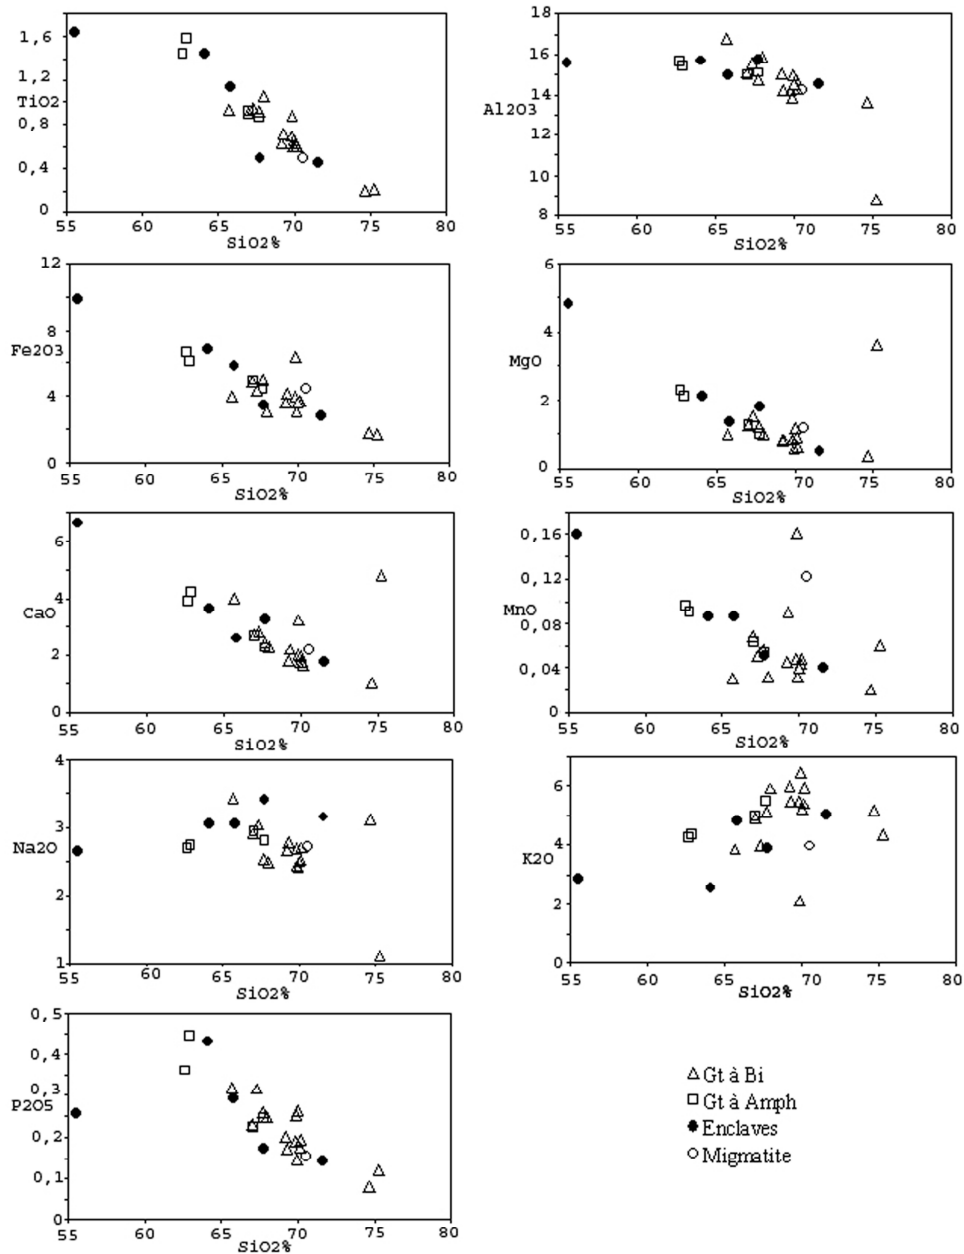 1,6
1,2
TiO2
0,8
0,4
0
55 60 65 70 75 80
SiO2%
18
16
14
Al2O3
12
10
8
55 60 65 70 75 80
SiO2%
12
8
Fe2O3
4
0
55 60 65 70 75 80
SiO2%
6
4
MgO
2
0
55 60 65 70 75 80
SiO2%
6
4
CaO
2
0
55 60 65 70 75 80
SiO2%
0,16
0,12
MnO
0,08
0,04
0
55 60 65 70 75 80
SiO2%
4
3
Na2O
2
1
55 60 65 70 75 80
SiO2%
6
4
K2O
2
0
55 60 65 70 75 80
SiO2%
0,5
0,4
0,3
P2O5
0,2
0,1
0
55 60 65 70 75 80
SiO2%
Gt à Bi
Gt à Amph
Enclaves
Migmatite